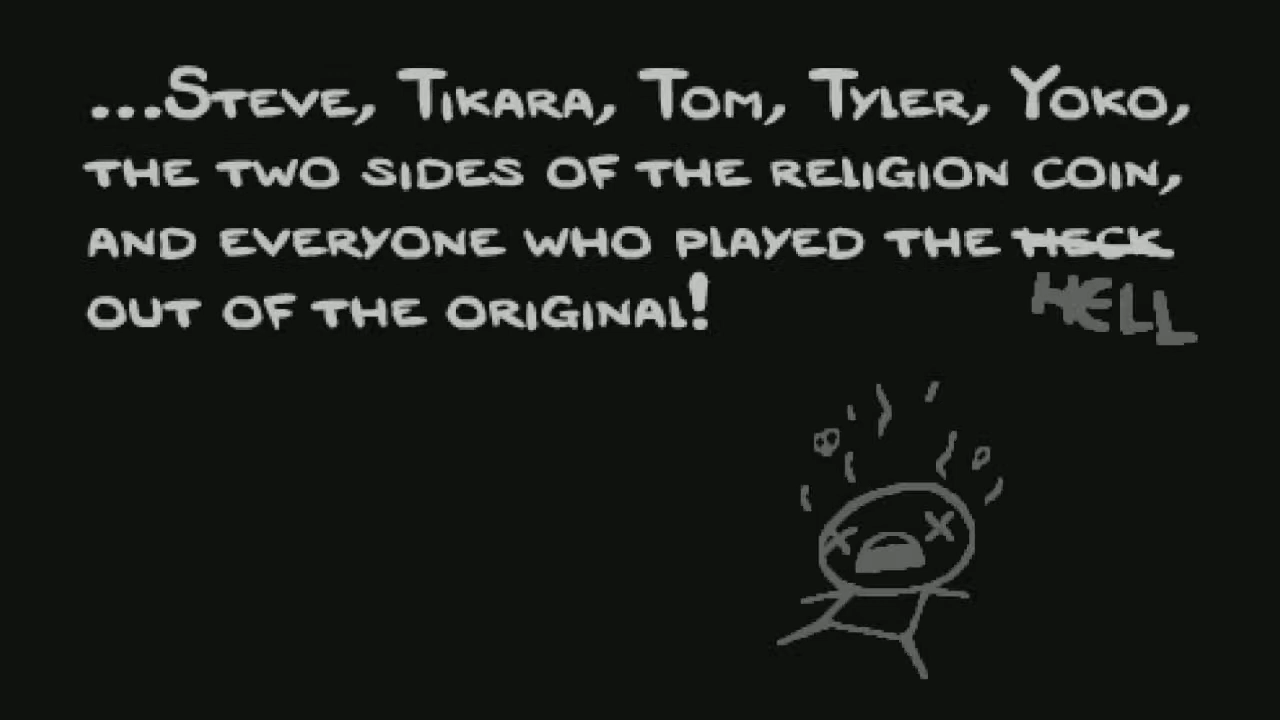 ...Steve, Tikara, Tom, Tyler, Yoko,
the two sides of the religion coin,
and everyone who played the heck
out of the original!
HELL